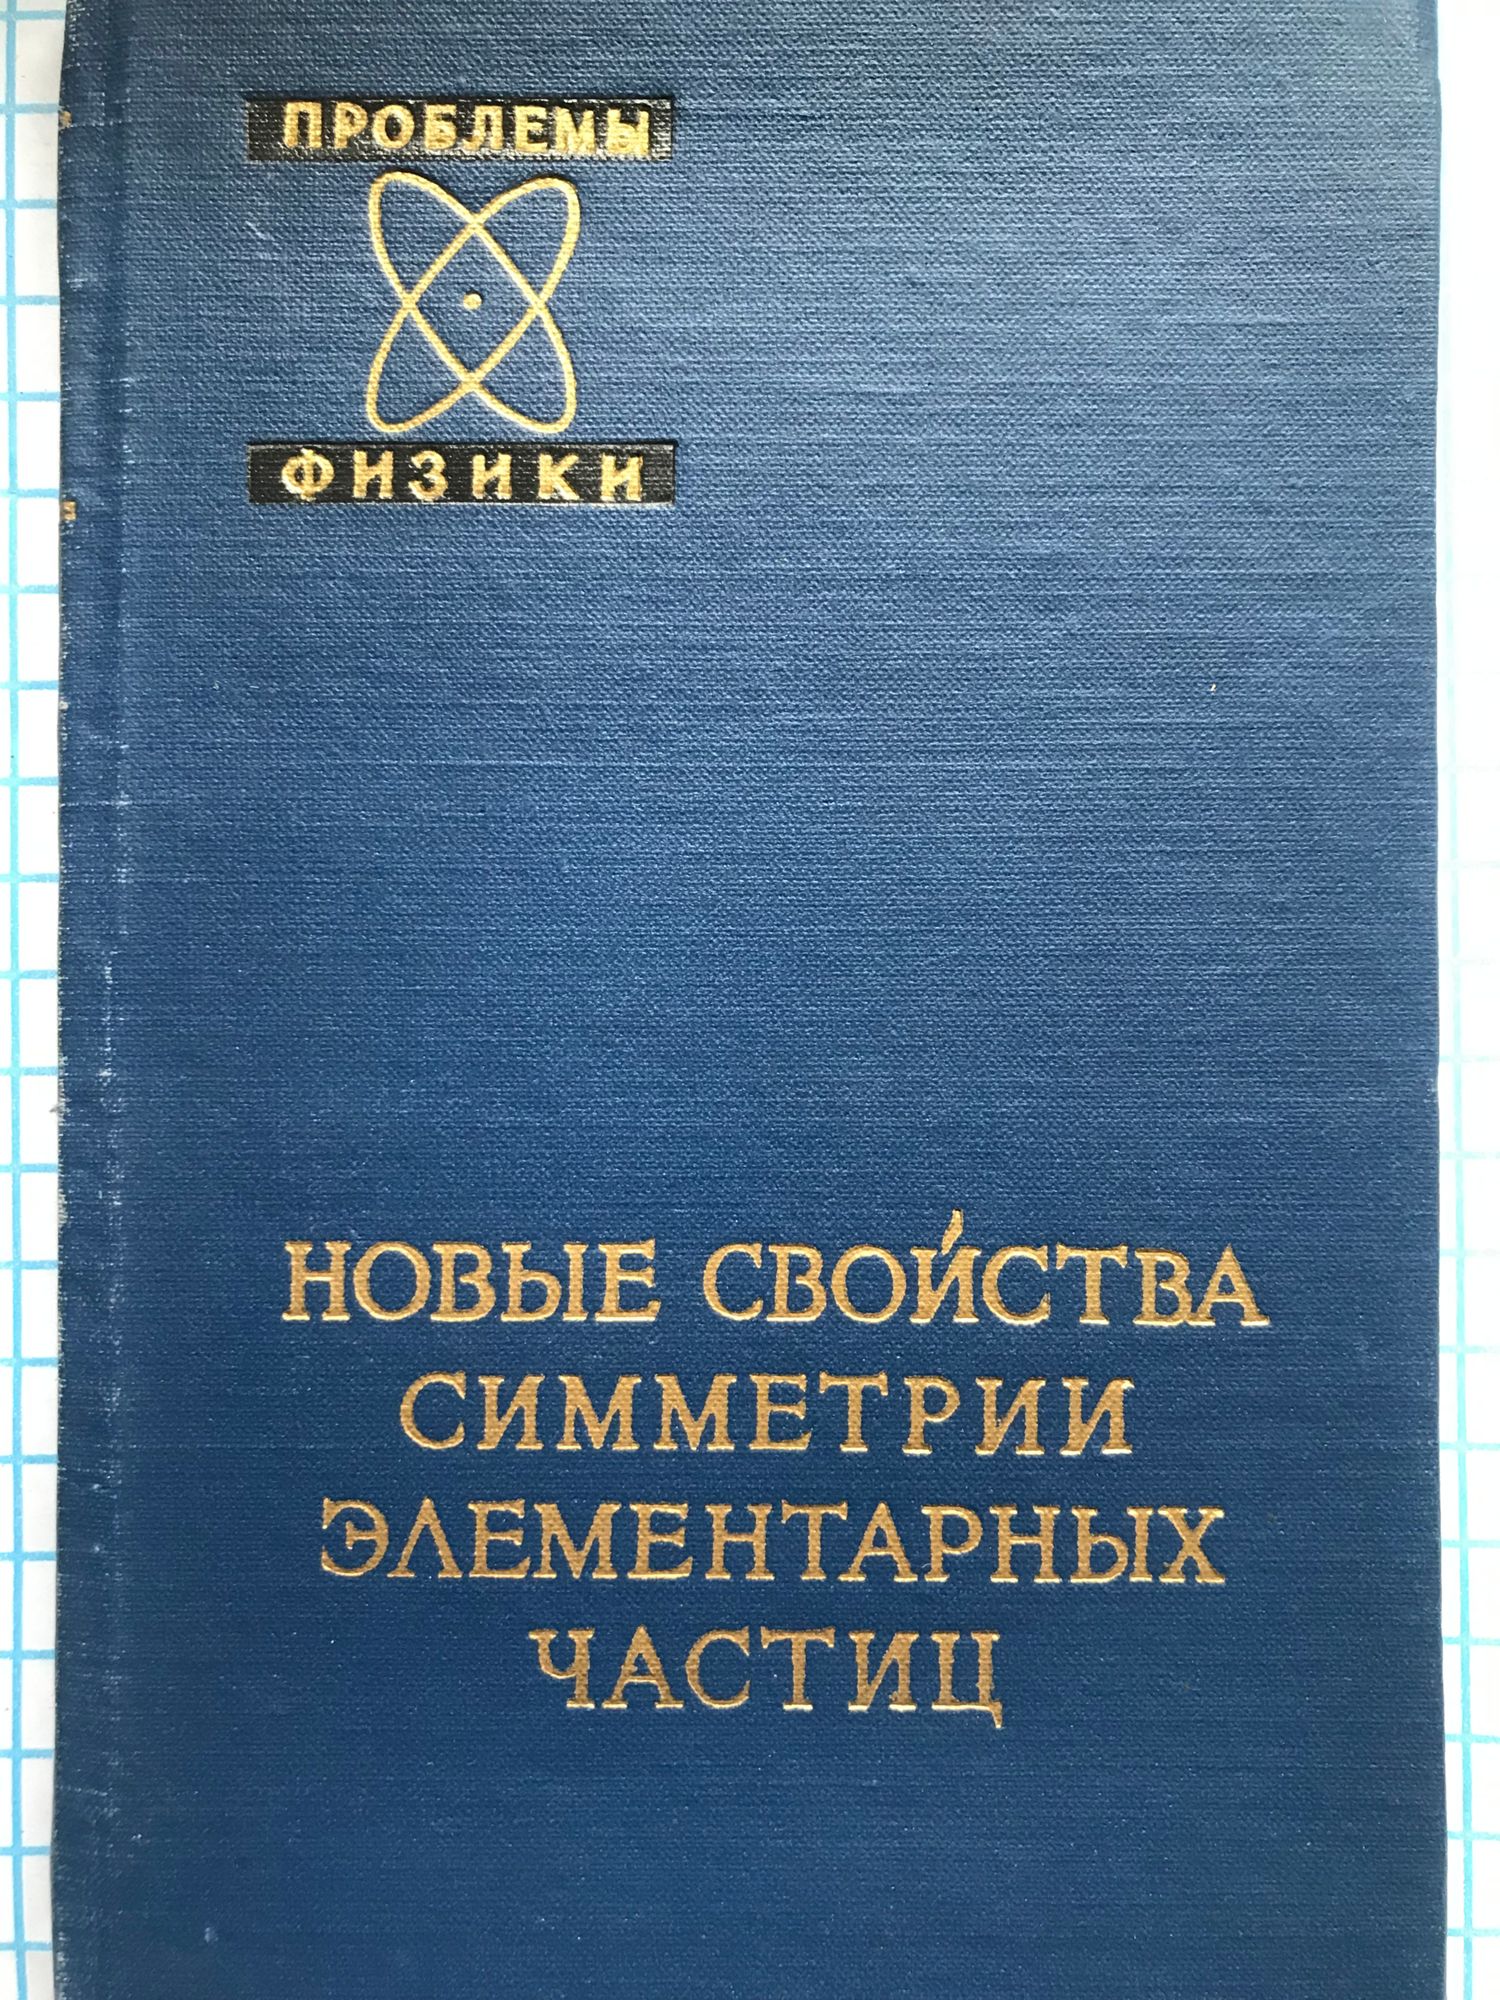 ПРОБЛЕМЫ
ФИЗИКИ
НОВЫЕ СВОЙСТВА
СИММЕТРИИ
ЭЛЕМЕНТАРНЫХ
ЧАСТИЦ